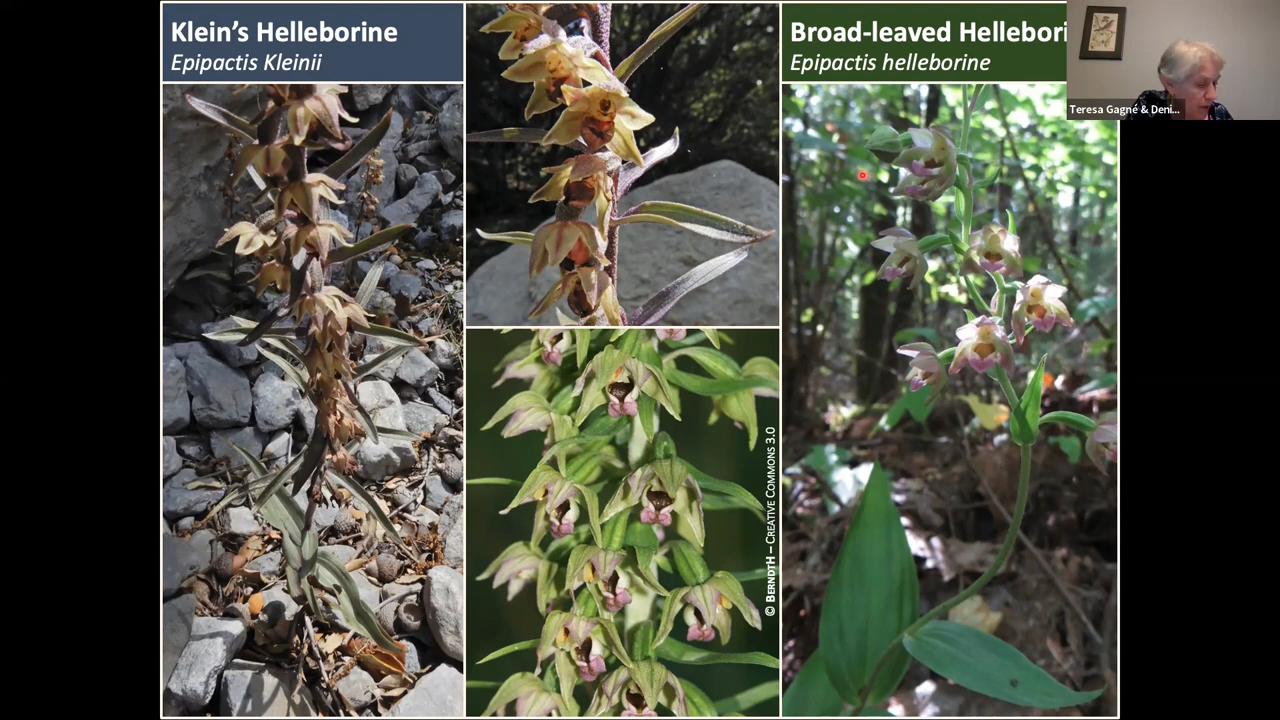 Klein's Helleborine
Epipactis Kleinii
Broad-leaved Hellebori
Epipactis helleborine
Teresa Gagné & Deni...
© BerndtH – Creative Commons 3.0